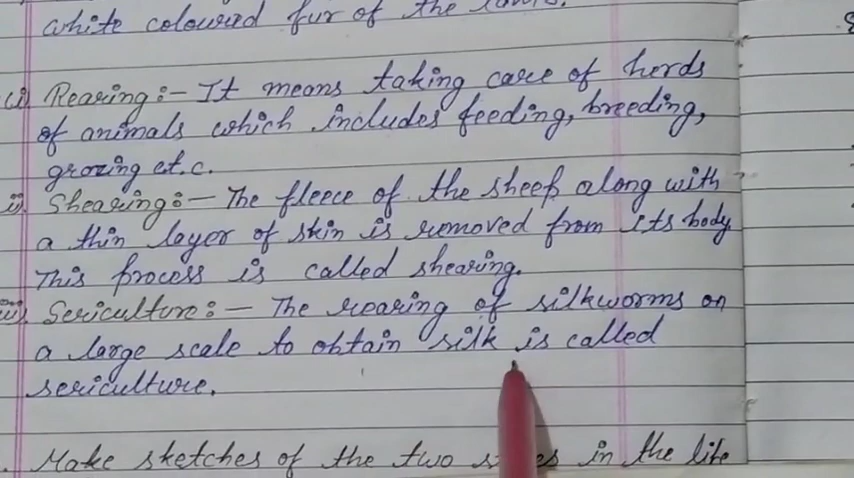 white coloured fur of the
(i) Rearing:- It means taking care of herds
of animals which includes feeding, breeding,
grozing et.c.
ii) Shearing:- The fleece of the sheep along with
a thin layer of skin is removed from its body
This process is called shearing.
iii) Sericulture:- The rearing of silkworms on
a large scale to obtain silk is called
sericulture.
Make sketches of the two in the life